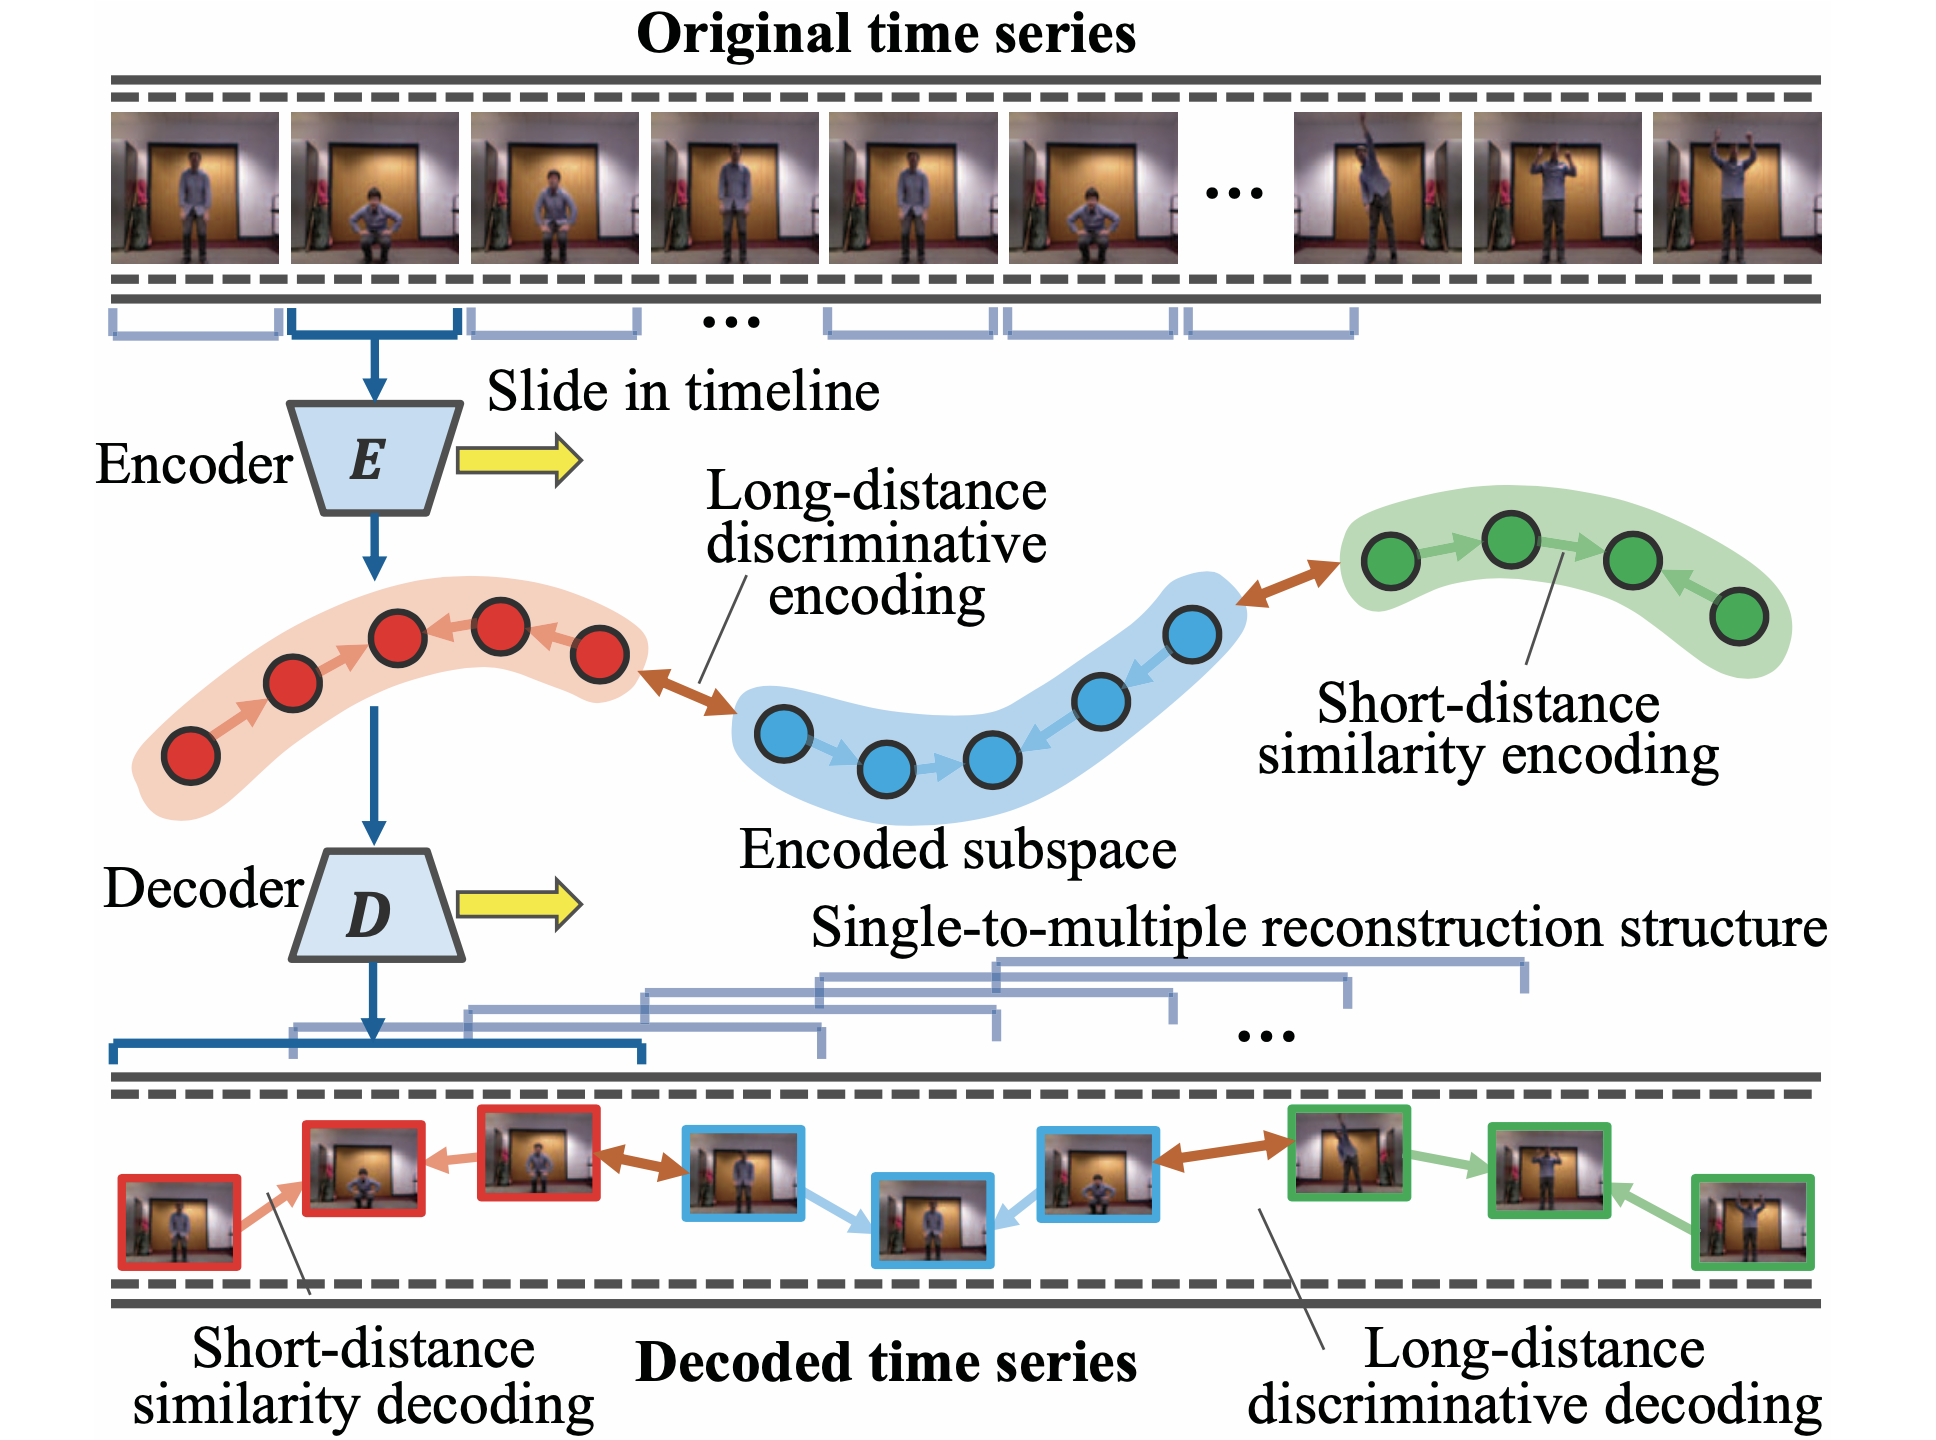 Original time series
...
...
Slide in timeline
Encoder
E
Long-distance
discriminative
encoding
Short-distance
similarity encoding
Encoded subspace
Decoder
D
Single-to-multiple reconstruction structure
...
Short-distance
similarity decoding
Decoded time series
Long-distance
discriminative decoding